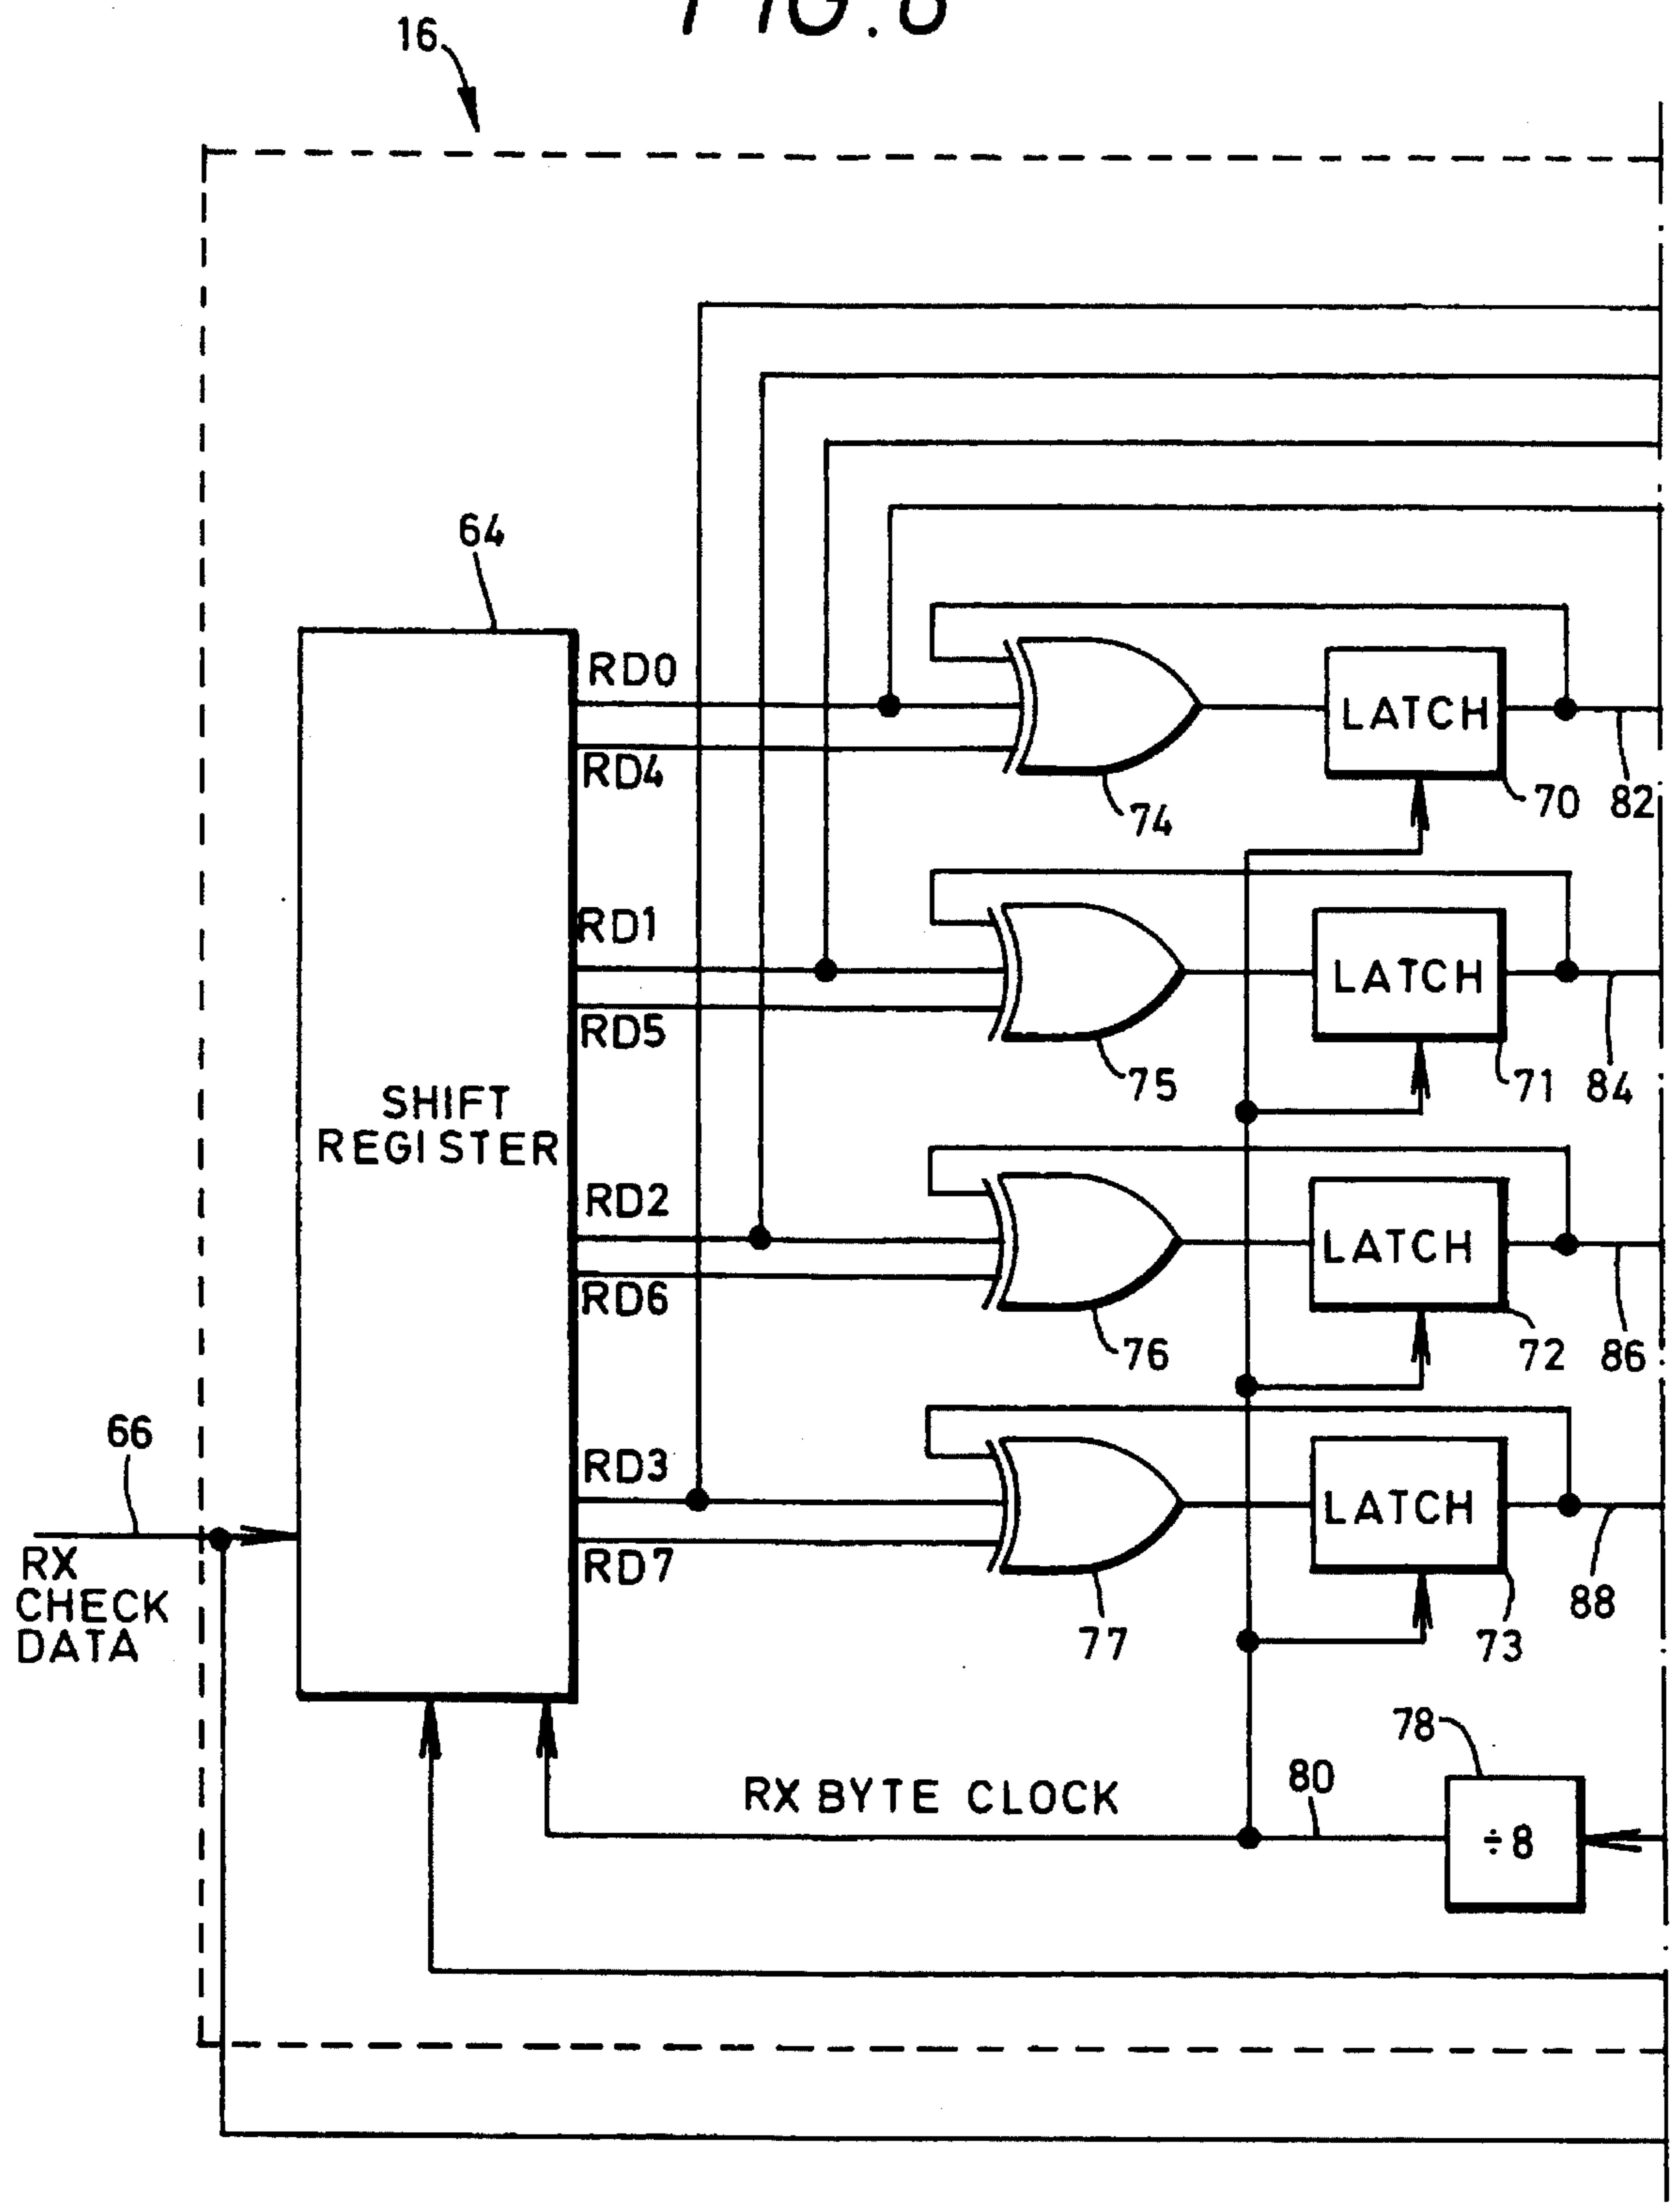 16
64
RD0
RD4
LATCH
74
70
82
RD1
RD5
LATCH
75
71
84
SHIFT
REGISTER
RD2
RD6
LATCH
76
72
86
66
RX
CHECK
DATA
RD3
RD7
LATCH
77
73
88
78
80
RX BYTE CLOCK
÷8